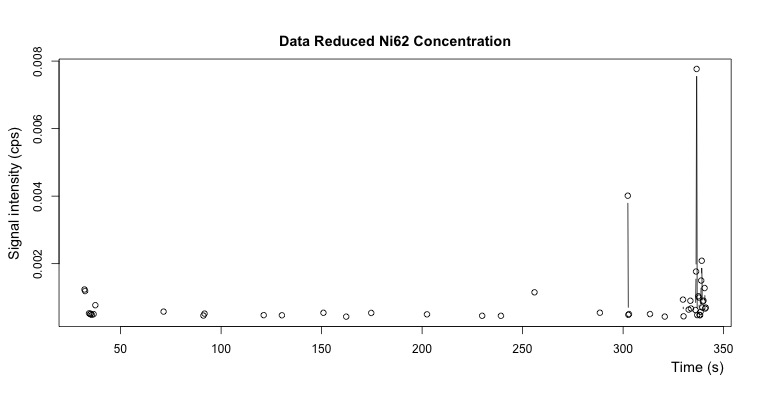 Data Reduced Ni62 Concentration
Signal intensity (cps)
0.008
0.006
0.004
0.002
50 100 150 200 250 300 350
Time (s)